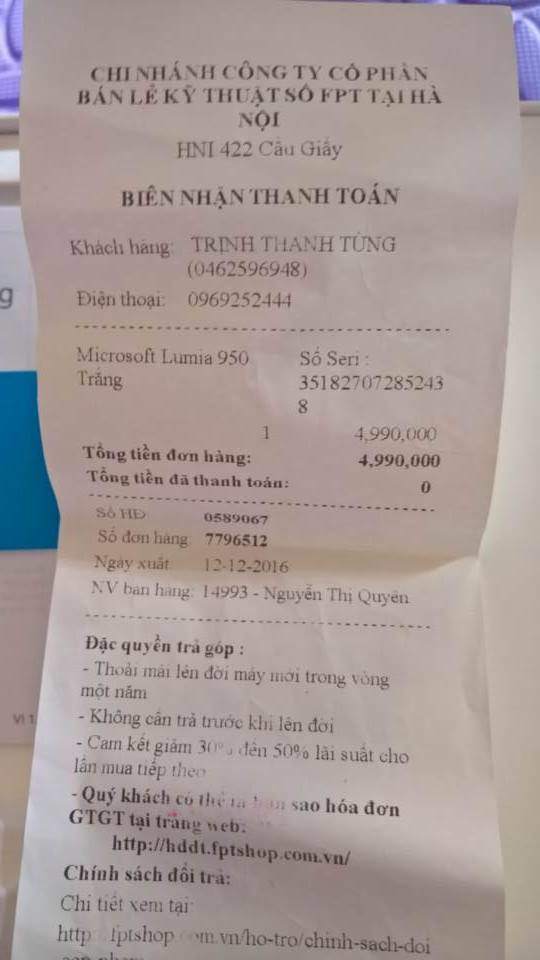 CHI NHÁNH CÔNG TY CỔ PHẦN
BÁN LẺ KỸ THUẬT SỐ FPT TẠI HÀ
NỘI
HNI 422 Cầu Giấy
BIÊN NHẬN THANH TOÁN
Khách hàng: TRỊNH THANH TÙNG
(0462596948)
g
Điện thoại: 0969252444
Microsoft Lumia 950 Số Seri :
Trắng 35182707285243
8
1 4,990,000
Tổng tiền đơn hàng: 4,990,000
Tổng tiền đã thanh toán: 0
Số HĐ 0589067
Số đơn hàng 7796512
Ngày xuất 12-12-2016
NV bán hàng: 14993 - Nguyễn Thị Quyên
Đặc quyền trả góp :
- Thoải mái lên đời máy mới trong vòng
một năm
- Không cần trả trước khi lên đời
VI 1
- Cam kết giảm 30% đến 50% lãi suất cho
lần mua tiếp theo
- Quý khách có thể in bản sao hóa đơn
GTGT tại trang web:
http://hddt.fptshop.com.vn/
Chính sách đổi trả:
Chi tiết xem tại
http fptshop om.vn/ho-tro/chinh-sach-doi